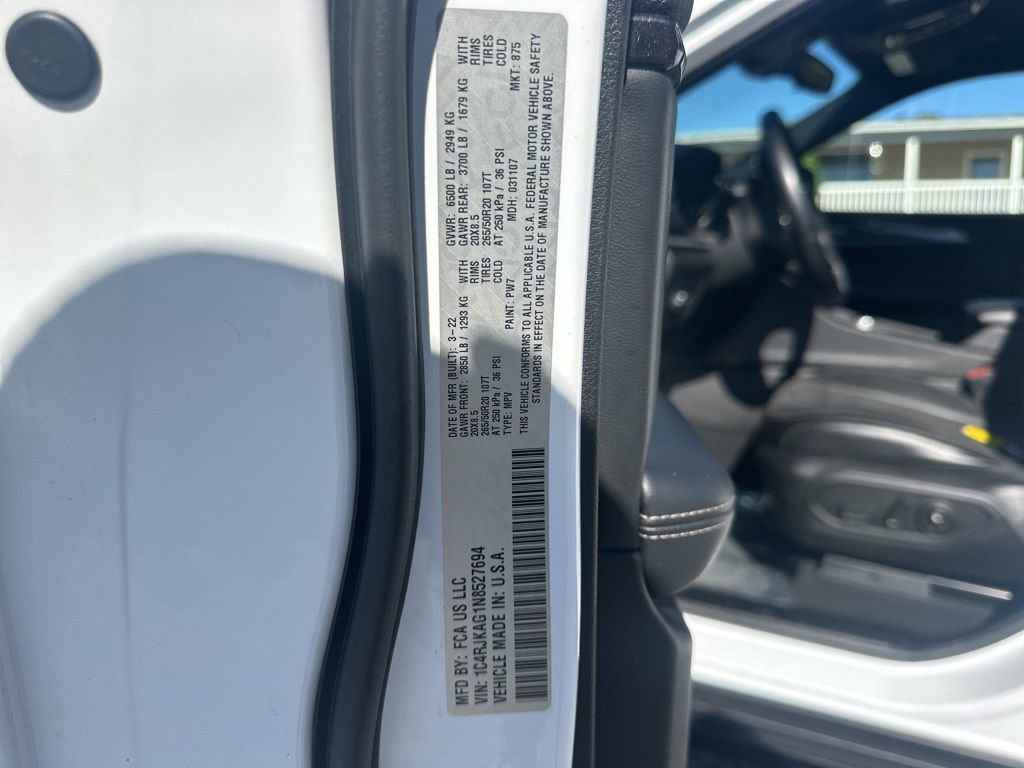 MFD BY: FCA US LLC
VIN: 1C4RJKAG1N8527694
VEHICLE MADE IN: U.S.A.
DATE OF MFR (BUILT): 3-22 GVWR: 6500 LB / 2949 KG
GAWR FRONT: 2850 LB / 1293 KG WITH GAWR REAR: 3700 LB / 1679 KG WITH
20X8.5 RIMS 20X8.5 RIMS
265/50R20 107T TIRES 265/50R20 107T TIRES
AT 250 kPa / 36 PSI COLD AT 250 kPa / 36 PSI COLD
TYPE: MPV PAINT: PW7 MDH: 031107 MKT: 875
THIS VEHICLE CONFORMS TO ALL APPLICABLE U.S.A. FEDERAL MOTOR VEHICLE SAFETY
STANDARDS IN EFFECT ON THE DATE OF MANUFACTURE SHOWN ABOVE.